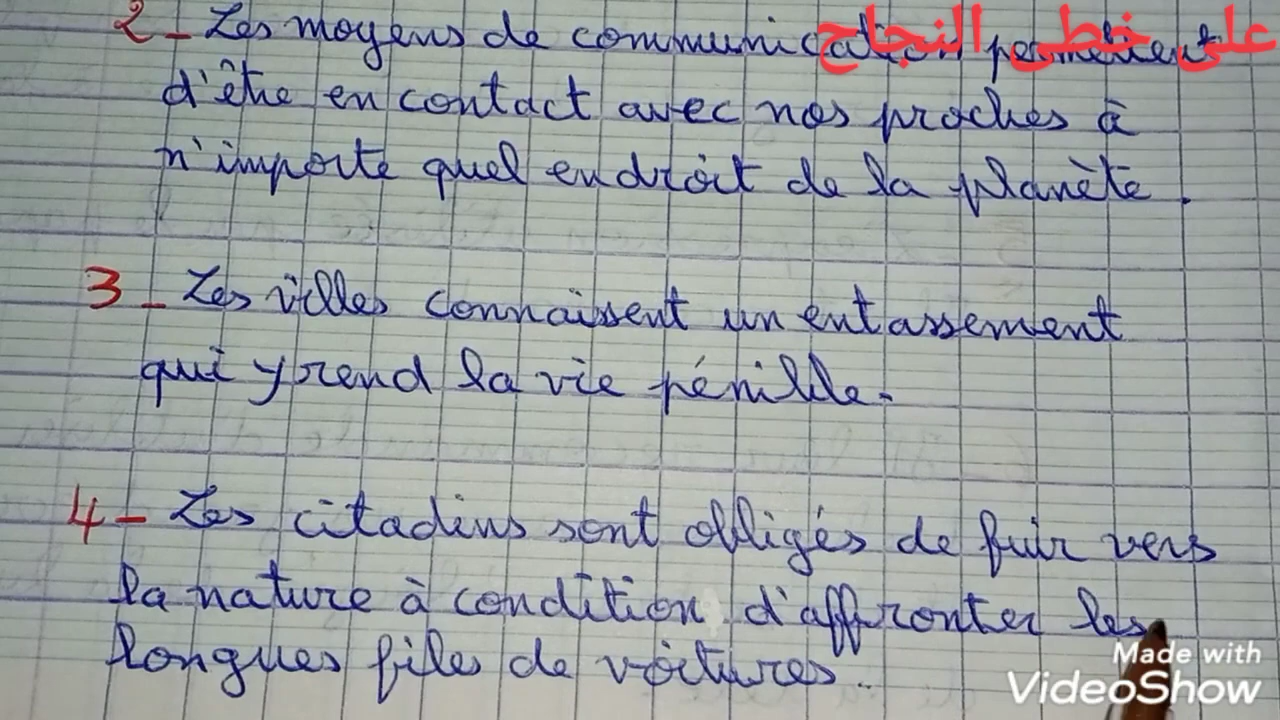 2 - Les moyens de communication permettent
على خطى النجاح
d'être en contact avec nos proches à
n'importe quel endroit de la planète.
3 - Les villes connaissent un entassement
qui y rend la vie pénible.
4 - Les citadins sont obligés de fuir vers
la nature à condition d'affronter les
longues files de voitures..
Made with
VideoShow